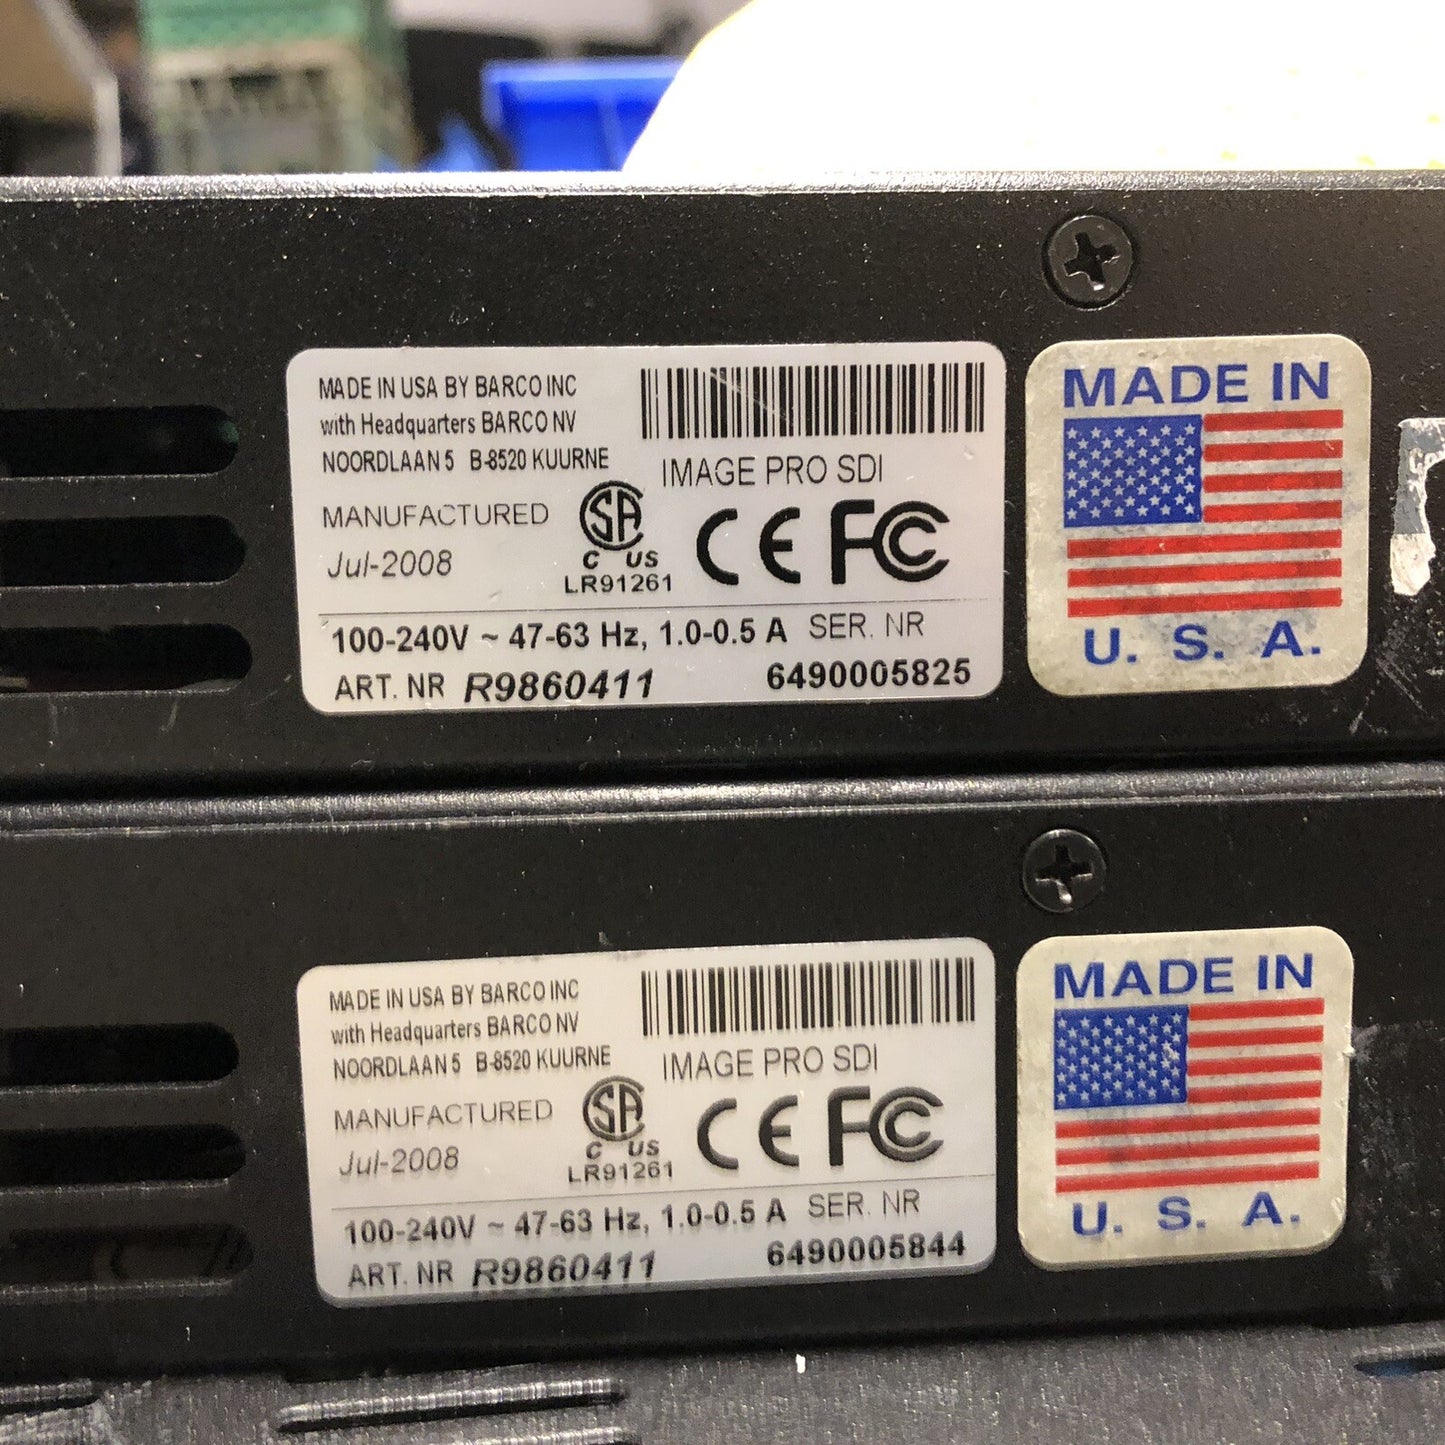 MADE IN USA BY BARCO INC
with Headquarters BARCO NV
NOORDLAAN 5 B-8520 KUURNE
IMAGE PRO SDI
MANUFACTURED
Jul-2008
SA
C US
LR91261
CE FC
100-240V ~ 47-63 Hz, 1.0-0.5 A SER. NR
ART. NR R9860411 6490005825
MADE IN
U. S. A.
MADE IN USA BY BARCO INC
with Headquarters BARCO NV
NOORDLAAN 5 B-8520 KUURNE
IMAGE PRO SDI
MANUFACTURED
Jul-2008
SA
C US
LR91261
CE FC
100-240V ~ 47-63 Hz, 1.0-0.5 A SER. NR
ART. NR R9860411 6490005844
MADE IN
U. S. A.